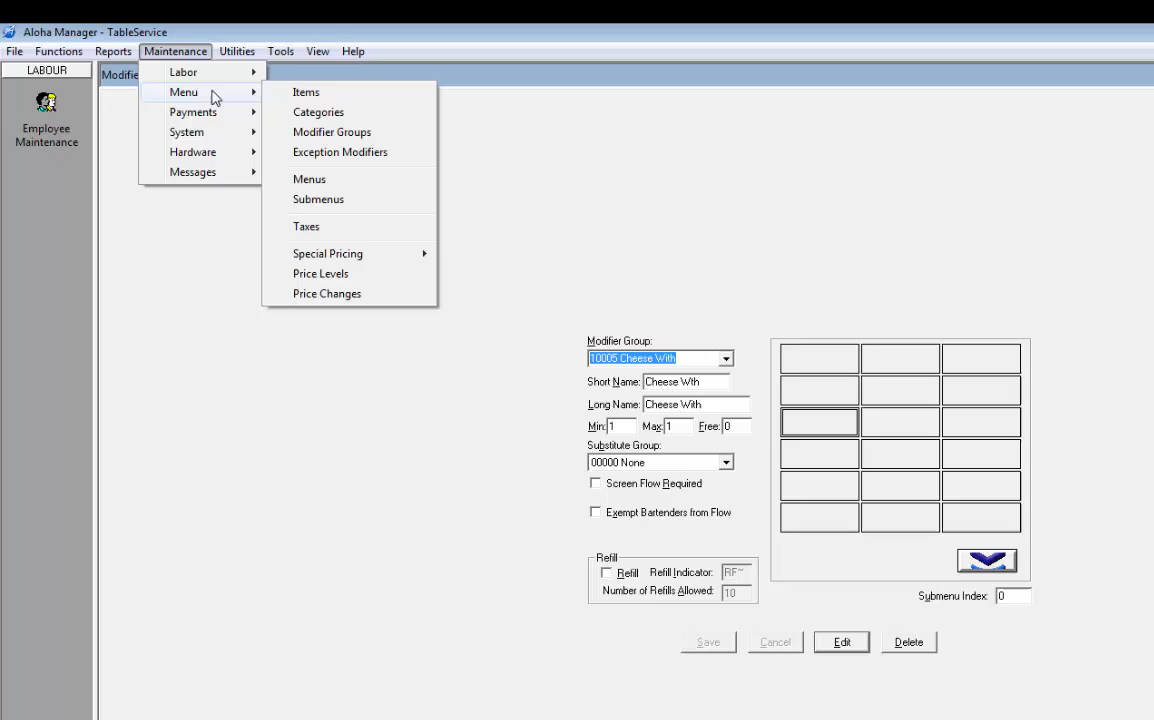 Aloha Manager - TableService
File Functions Reports Maintenance Utilities Tools View Help
LABOUR
Employee
Maintenance
Modifie
Labor
Menu
Payments
System
Hardware
Messages
Items
Categories
Modifier Groups
Exception Modifiers
Menus
Submenus
Taxes
Special Pricing
Price Levels
Price Changes
Modifier Group:
10005 Cheese With
Short Name: Cheese Wth
Long Name: Cheese With
Min: 1 Max: 1 Free: 0
Substitute Group:
00000 None
Screen Flow Required
Exempt Bartenders from Flow
Refill
Refill Refill Indicator: RF~
Number of Refills Allowed: 10
Submenu Index: 0
Save Cancel Edit Delete